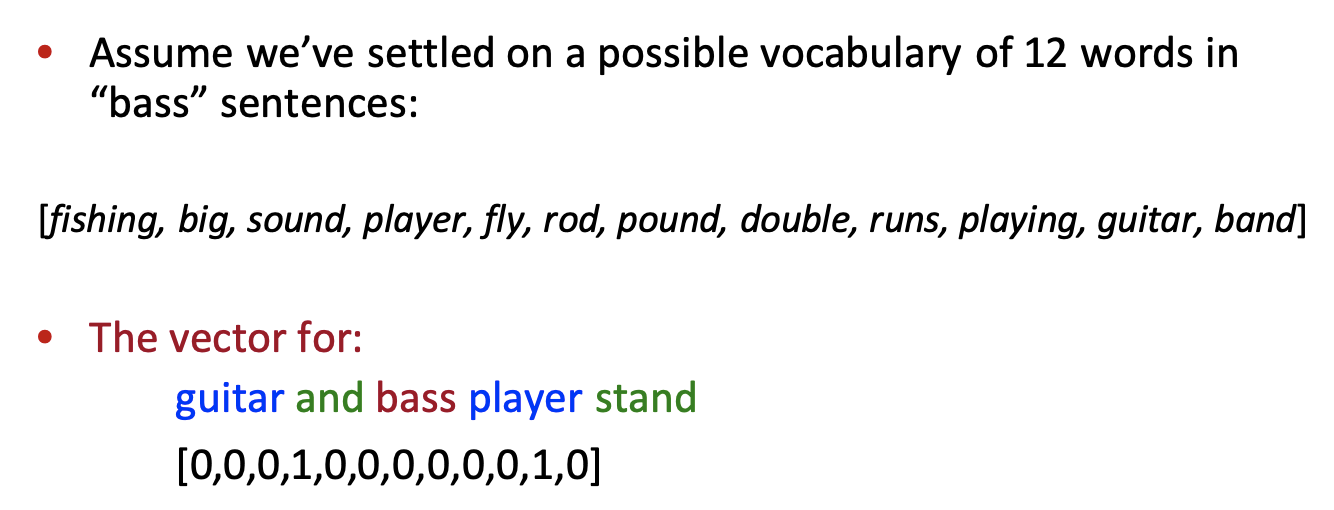 • Assume we’ve settled on a possible vocabulary of 12 words in
“bass” sentences:
[fishing, big, sound, player, fly, rod, pound, double, runs, playing, guitar, band]
• The vector for:
guitar and bass player stand
[0,0,0,1,0,0,0,0,0,0,1,0]